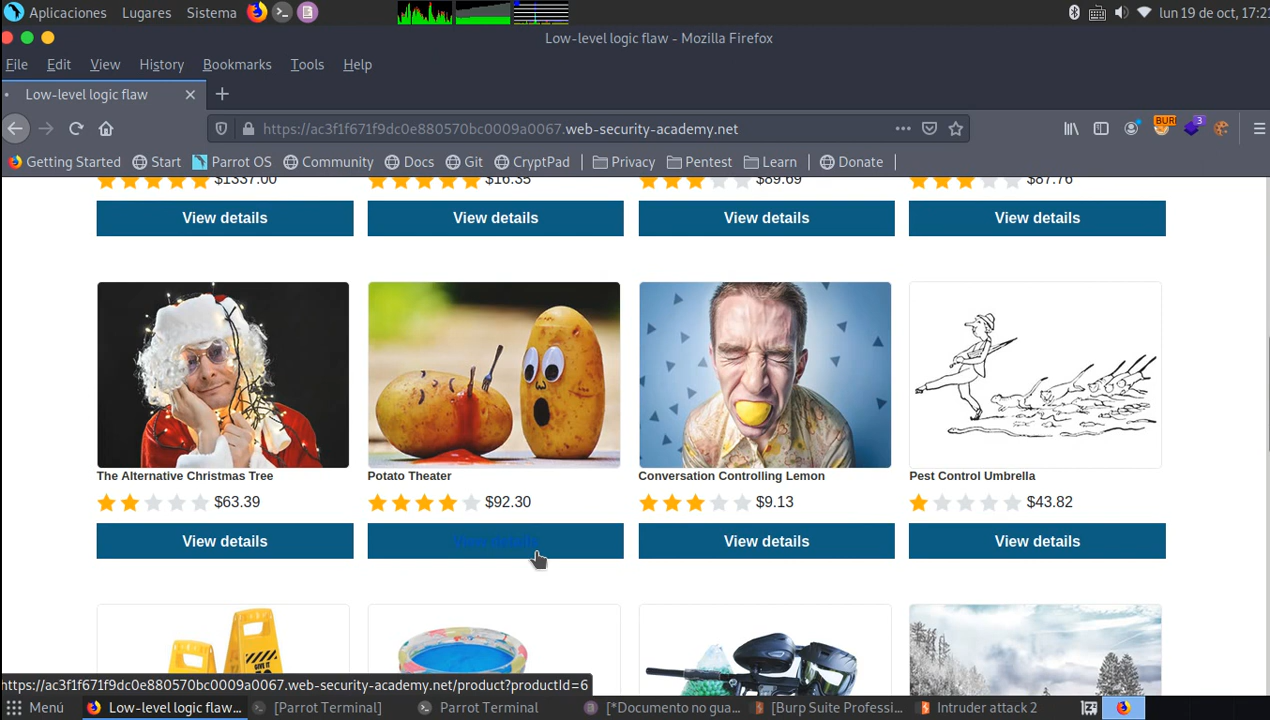 Aplicaciones Lugares Sistema lun 19 de oct, 17:21
Low-level logic flaw - Mozilla Firefox
File Edit View History Bookmarks Tools Help
Low-level logic flaw
https://ac3f1f671f9dc0e880570bc0009a0067.web-security-academy.net BURI 3
Getting Started Start Parrot OS Community Docs Git CryptPad Privacy Pentest Learn Donate
$1337.00 $16.35 $89.69 $87.76
View details View details View details View details
The Alternative Christmas Tree Potato Theater Conversation Controlling Lemon Pest Control Umbrella
$63.39 $92.30 $9.13 $43.82
View details View details View details View details
https://ac3f1f671f9dc0e880570bc0009a0067.web-security-academy.net/product?productId=6
Menú Low-level logic flaw... [Parrot Terminal] Parrot Terminal [*Documento no gua... [Burp Suite Professi... Intruder attack 2